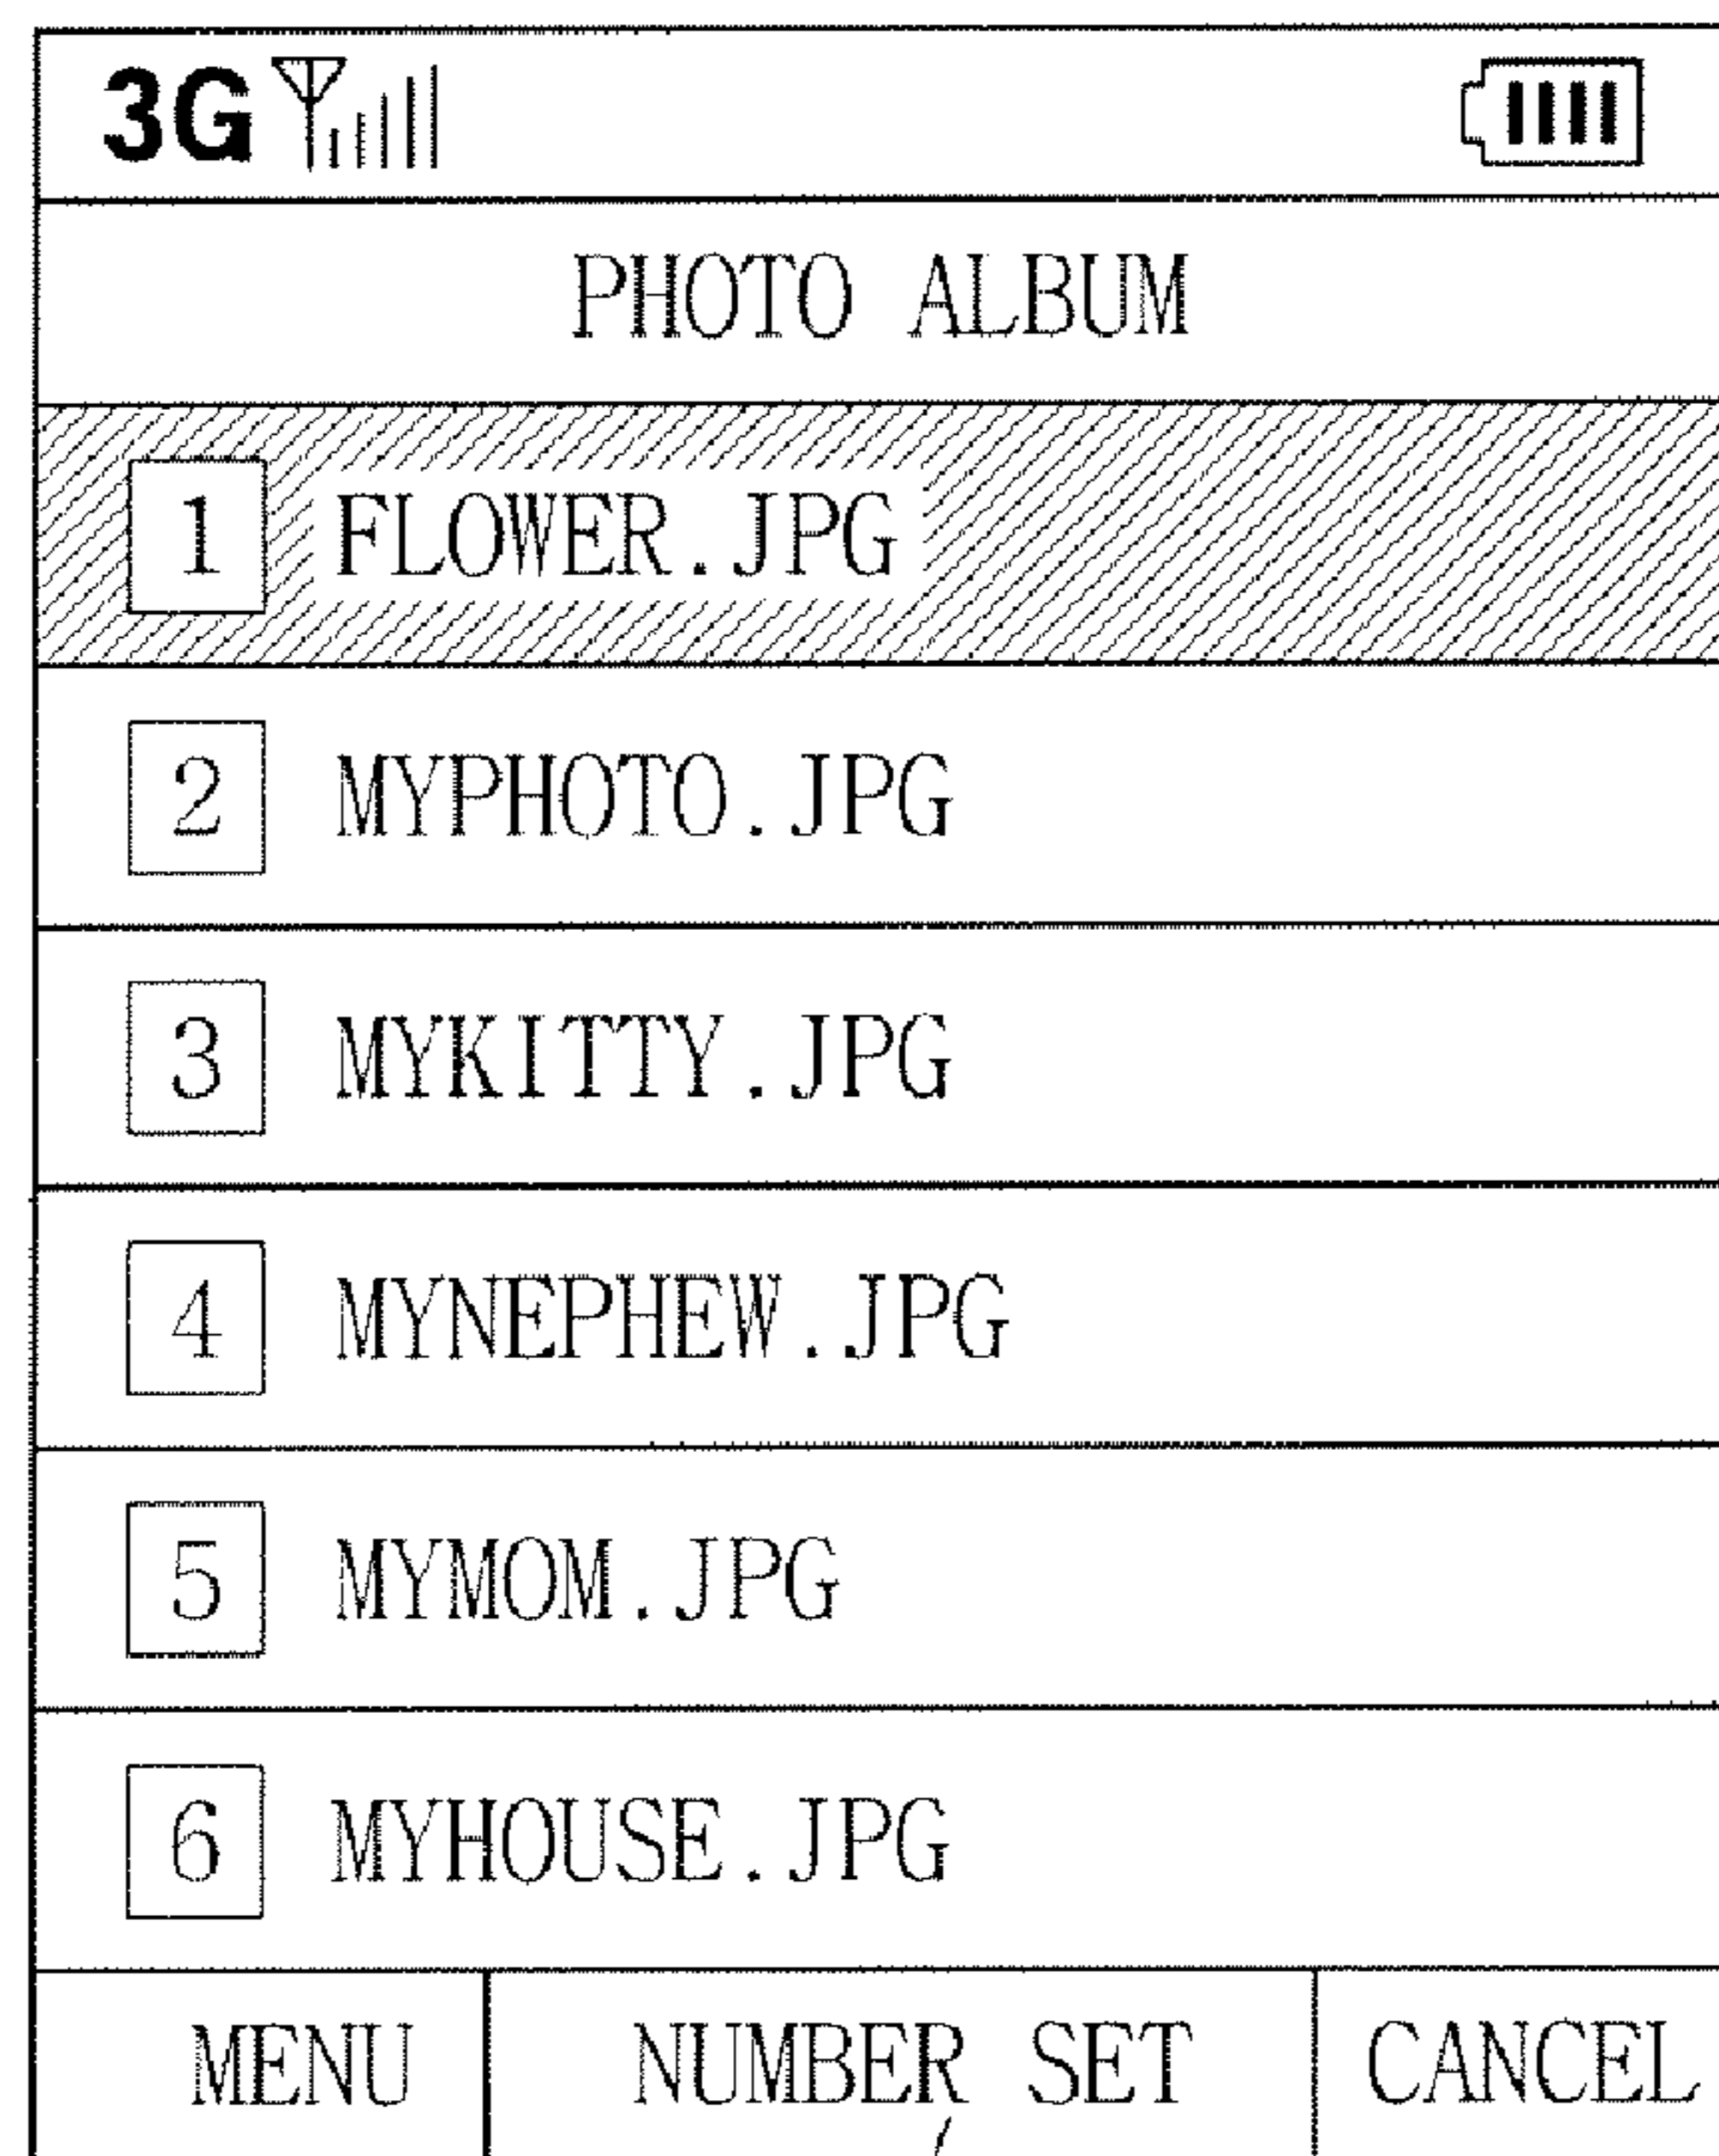 3G
PHOTO ALBUM
1 FLOWER.JPG
2 MYPHOTO.JPG
3 MYKITTY.JPG
4 MYNEPHEW.JPG
5 MYMOM.JPG
6 MYHOUSE.JPG
MENU NUMBER SET CANCEL